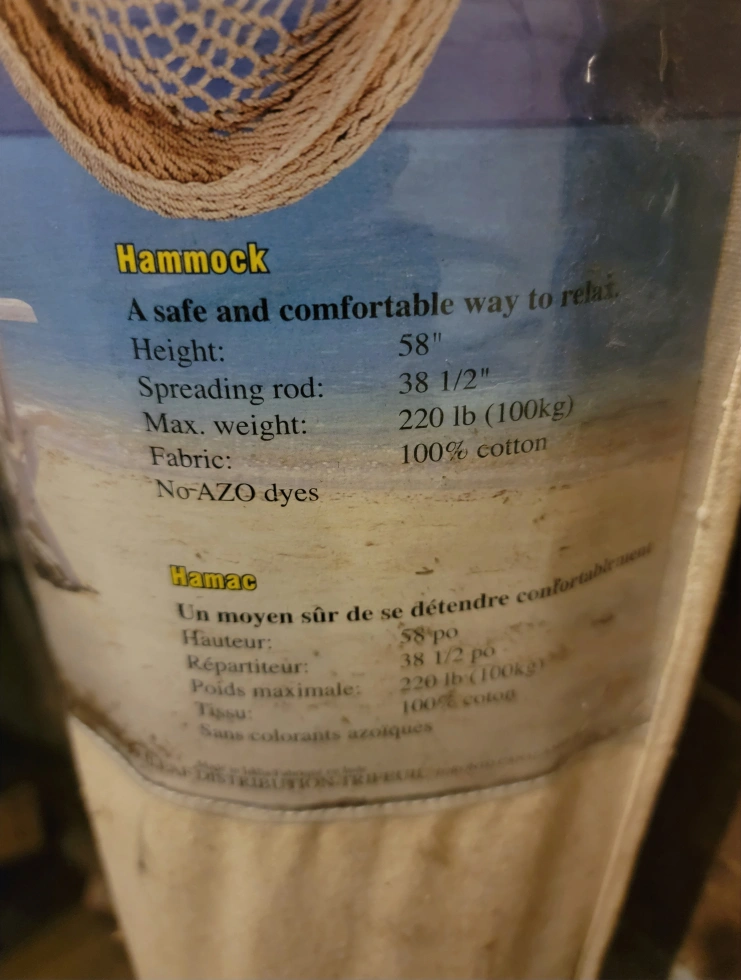 Hammock
A safe and comfortable way to relax.
Height: 58"
Spreading rod: 38 1/2"
Max. weight: 220 lb (100kg)
Fabric: 100% cotton
No AZO dyes
Hamac
Un moyen sûr de se détendre confortablement
Hauteur: 58 po
Répartiteur: 38 1/2 po
Poids maximale: 220 lb (100kg)
Tissu: 100% coton
Sans colorants azoïques
DISTRIBUTION